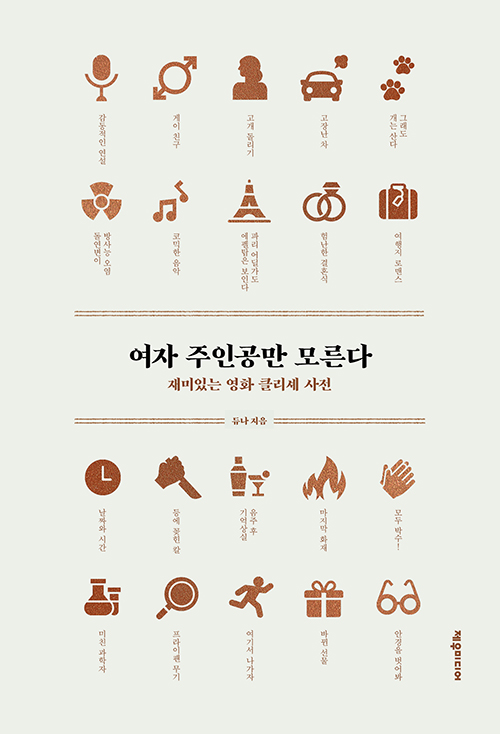 감동적인 연설
게이 친구
고개 돌리기
고장난 차
그래도
개는 산다
방사능 오염
돌연변이
코믹한 음악
파리 어딜가도
에펠탑은 보인다
험난한 결혼식
여행지 로맨스
여자 주인공만 모른다
재미있는 영화 클리셰 사전
듀나 지음
날짜와 시간
등에 꽂힌 칼
음주 후
기억상실
마지막 화재
모두 박수!
미친 과학자
프라이팬 무기
여기서 나가자
바뀐 선물
안경을 벗어봐
제우미디어